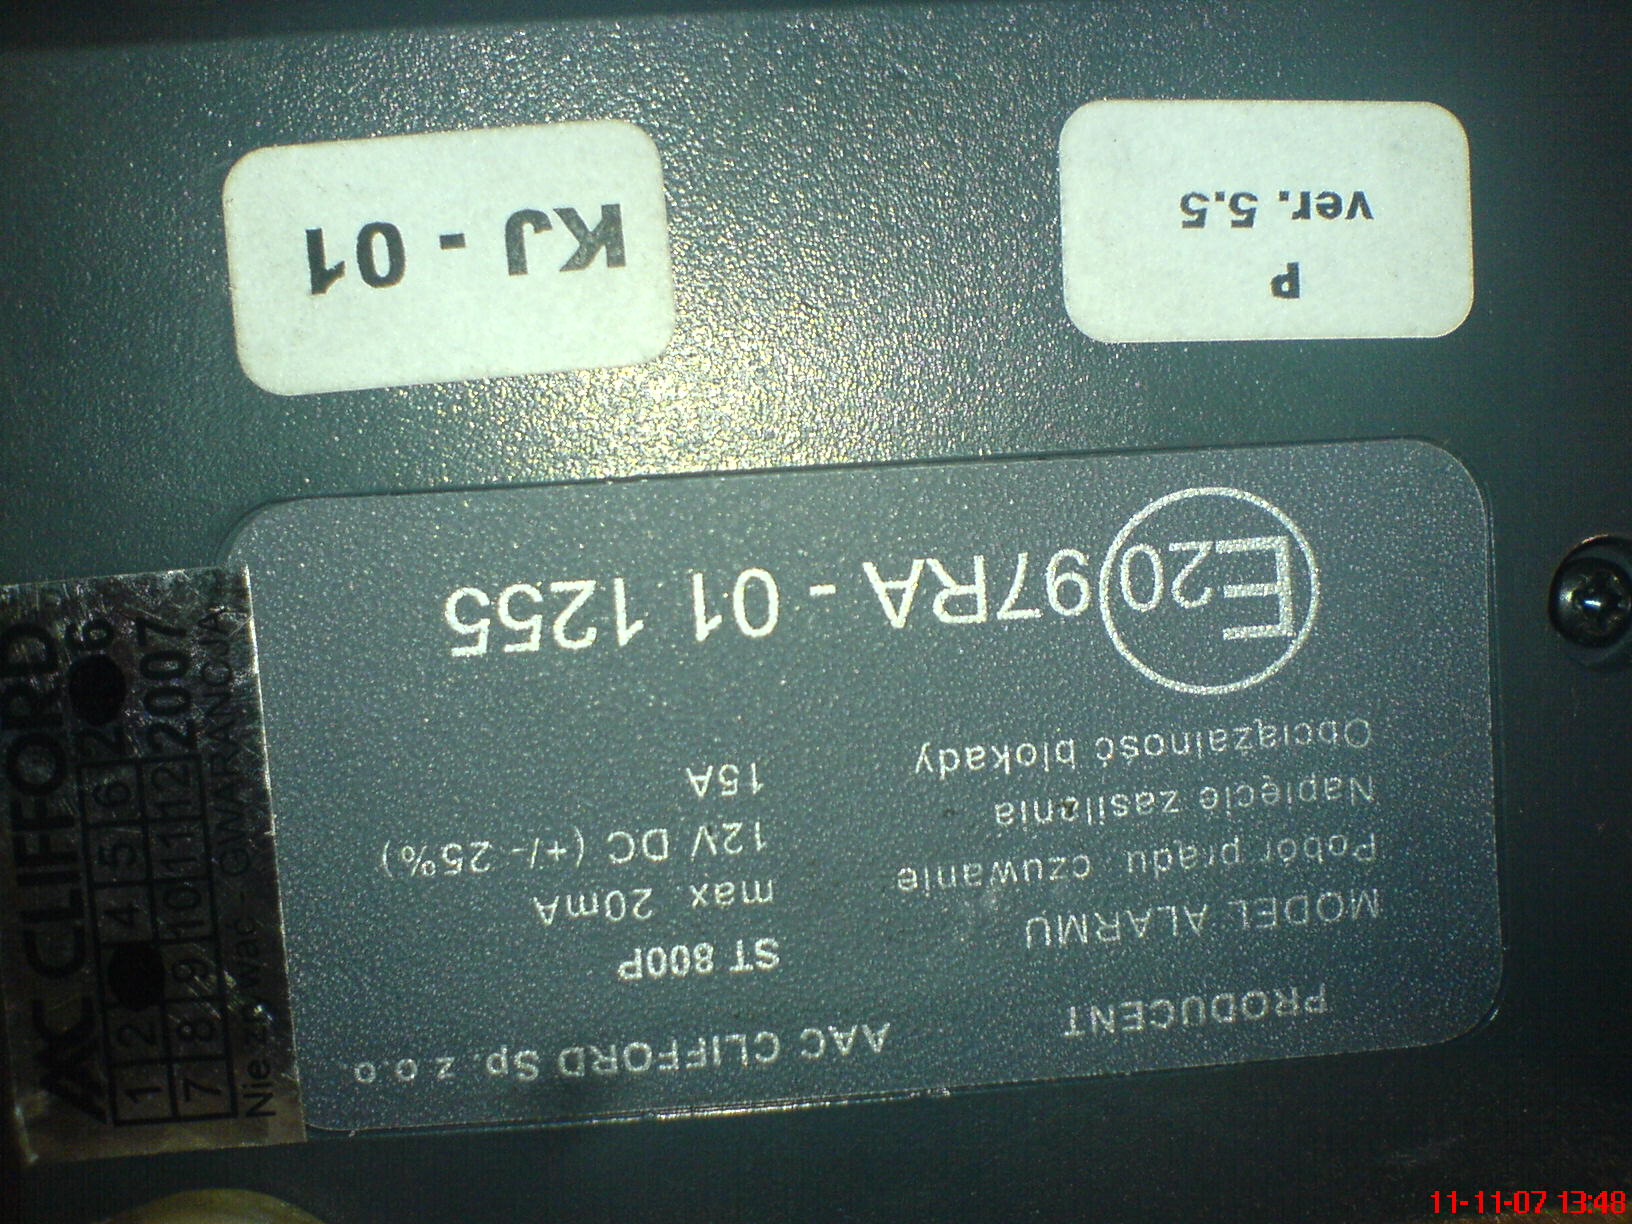 PRODUCENT AAC CLIFFORD Sp. z o.o.
MODEL ALARMU ST 800P
Pobór prądu czuwanie max. 20mA
Napięcie zasilania 12V DC (+/- 25%)
Obciążalność blokady 15A
E20 97RA - 01 1255
P
ver. 5.5
KJ - 01
AAC CLIFFORD
1 2 4 5 6 2 6
7 8 9 10 11 12 2007
- GWARANCJA
11-11-07 13:48